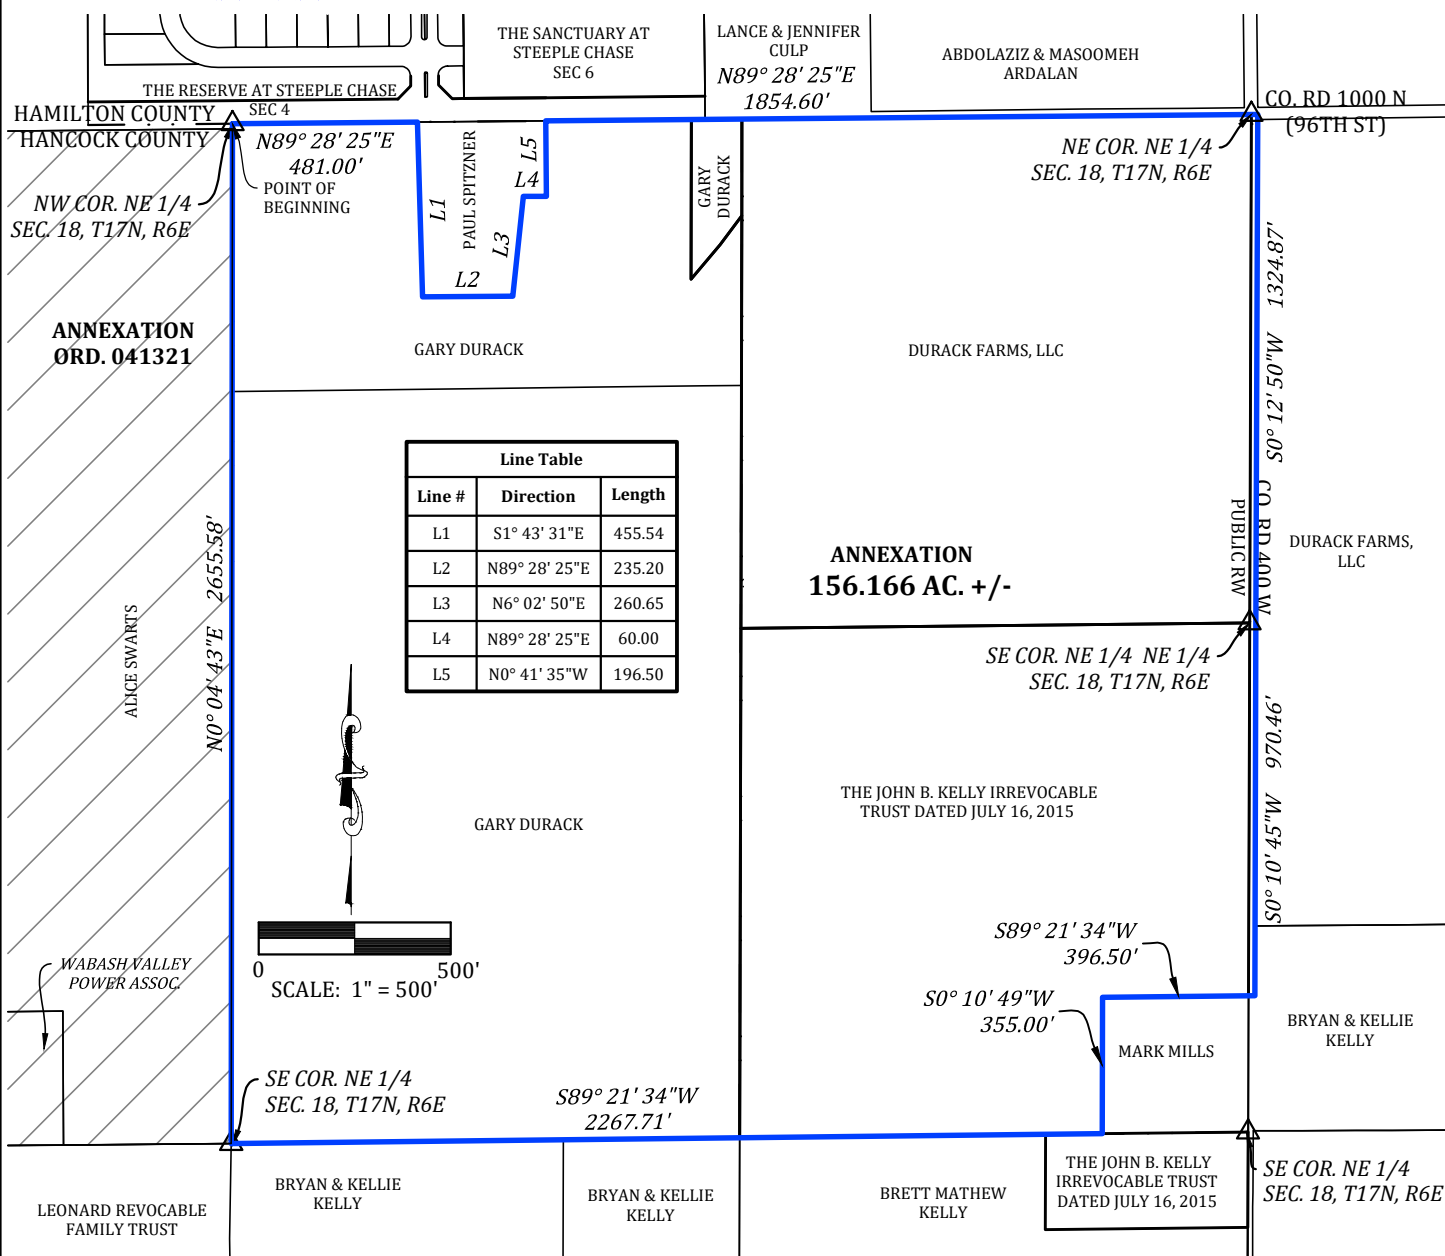 THE SANCTUARY AT
STEEPLE CHASE
SEC 6
LANCE & JENNIFER
CULP
N89° 28' 25"E
1854.60'
ABDOLAZIZ & MASOOMEH
ARDALAN
THE RESERVE AT STEEPLE CHASE
SEC 4
HAMILTON COUNTY
HANCOCK COUNTY
CO. RD 1000 N
(96TH ST)
N89° 28' 25"E
481.00'
POINT OF
BEGINNING
NW COR. NE 1/4
SEC. 18, T17N, R6E
L1
PAUL SPITZNER
L2
L3
L4
L5
GARY
DURACK
NE COR. NE 1/4
SEC. 18, T17N, R6E
S0° 12' 50"W 1324.87'
ANNEXATION
ORD. 041321
GARY DURACK
DURACK FARMS, LLC
Line Table
Line # Direction Length
L1 S1° 43' 31"E 455.54
L2 N89° 28' 25"E 235.20
L3 N6° 02' 50"E 260.65
L4 N89° 28' 25"E 60.00
L5 N0° 41' 35"W 196.50
ANNEXATION
156.166 AC. +/-
PUBLIC RW
CO. RD 400 W
DURACK FARMS,
LLC
ALICE SWARTS
N0° 04' 43"E 2655.58'
SE COR. NE 1/4 NE 1/4
SEC. 18, T17N, R6E
S0° 10' 45"W 970.46'
THE JOHN B. KELLY IRREVOCABLE
TRUST DATED JULY 16, 2015
GARY DURACK
0 500'
SCALE: 1" = 500'
WABASH VALLEY
POWER ASSOC.
S89° 21' 34"W
396.50'
S0° 10' 49"W
355.00'
MARK MILLS
BRYAN & KELLIE
KELLY
SE COR. NE 1/4
SEC. 18, T17N, R6E
S89° 21' 34"W
2267.71'
LEONARD REVOCABLE
FAMILY TRUST
BRYAN & KELLIE
KELLY
BRYAN & KELLIE
KELLY
BRETT MATHEW
KELLY
THE JOHN B. KELLY
IRREVOCABLE TRUST
DATED JULY 16, 2015
SE COR. NE 1/4
SEC. 18, T17N, R6E